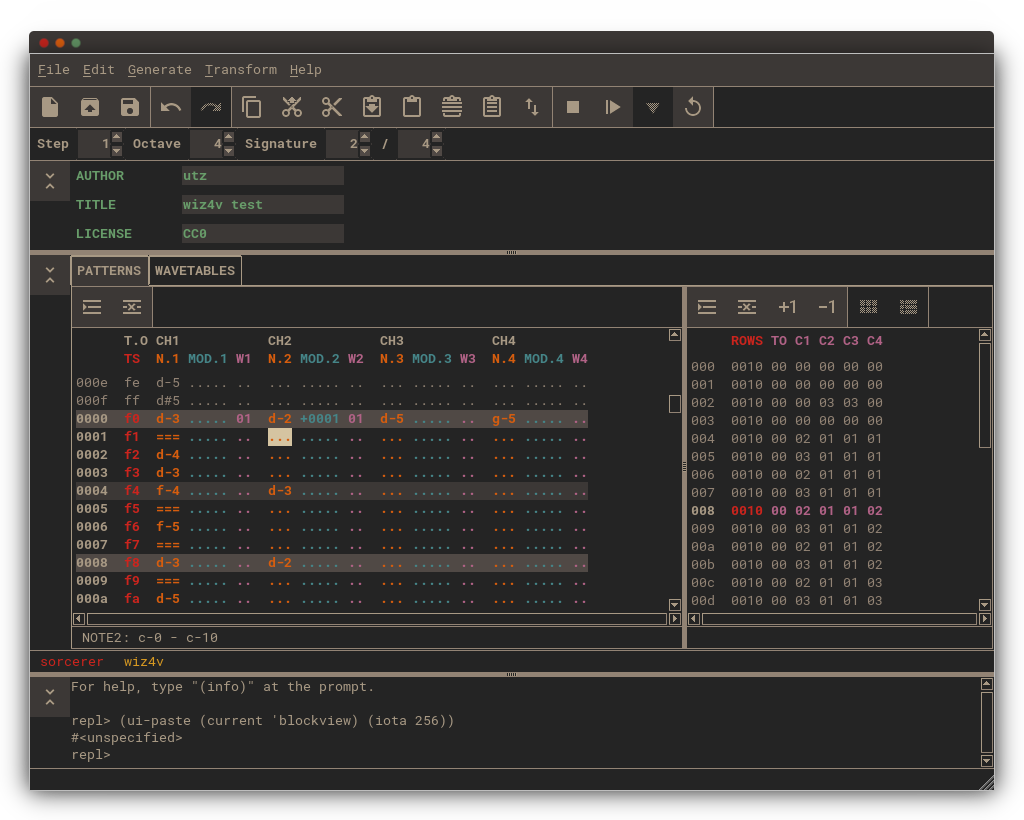 File Edit Generate Transform Help
Step 1 Octave 4 Signature 2 / 4
AUTHOR utz
TITLE wiz4v test
LICENSE CC0
PATTERNS WAVETABLES
+1 −1
T.O CH1 CH2 CH3 CH4
TS N.1 MOD.1 W1 N.2 MOD.2 W2 N.3 MOD.3 W3 N.4 MOD.4 W4
000e fe d-5 ..... .. ... ..... .. ... ..... .. ... ..... ..
000f ff d#5 ..... .. ... ..... .. ... ..... .. ... ..... ..
0000 f0 d-3 ..... 01 d-2 +0001 01 d-5 ..... .. g-5 ..... ..
0001 f1 === ..... .. ... ..... .. ... ..... .. ... ..... ..
0002 f2 d-4 ..... .. ... ..... .. ... ..... .. ... ..... ..
0003 f3 d-3 ..... .. ... ..... .. ... ..... .. ... ..... ..
0004 f4 f-4 ..... .. d-3 ..... .. ... ..... .. ... ..... ..
0005 f5 === ..... .. ... ..... .. ... ..... .. ... ..... ..
0006 f6 f-5 ..... .. ... ..... .. ... ..... .. ... ..... ..
0007 f7 === ..... .. ... ..... .. ... ..... .. ... ..... ..
0008 f8 d-3 ..... .. d-2 ..... .. ... ..... .. ... ..... ..
0009 f9 === ..... .. ... ..... .. ... ..... .. ... ..... ..
000a fa d-5 ..... .. ... ..... .. ... ..... .. ... ..... ..
NOTE2: c-0 - c-10
ROWS TO C1 C2 C3 C4
000 0010 00 00 00 00 00
001 0010 00 00 00 00 00
002 0010 00 00 03 03 00
003 0010 00 00 00 00 00
004 0010 00 02 01 01 01
005 0010 00 03 01 01 01
006 0010 00 02 01 01 01
007 0010 00 03 01 01 01
008 0010 00 02 01 01 02
009 0010 00 03 01 01 02
00a 0010 00 02 01 01 02
00b 0010 00 03 01 01 02
00c 0010 00 02 01 01 03
00d 0010 00 03 01 01 03
sorcerer wiz4v
For help, type "(info)" at the prompt.
repl> (ui-paste (current 'blockview) (iota 256))
#<unspecified>
repl>